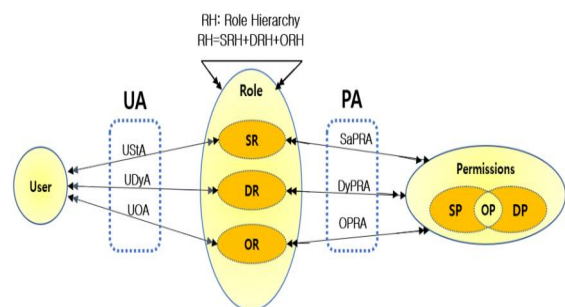 RH: Role Hierarchy
RH=SRH+DRH+ORH
UA
Role
PA
UStA
SR
SaPRA
Permissions
User
UDyA
DR
DyPRA
SP
OP
DP
UOA
OR
OPRA